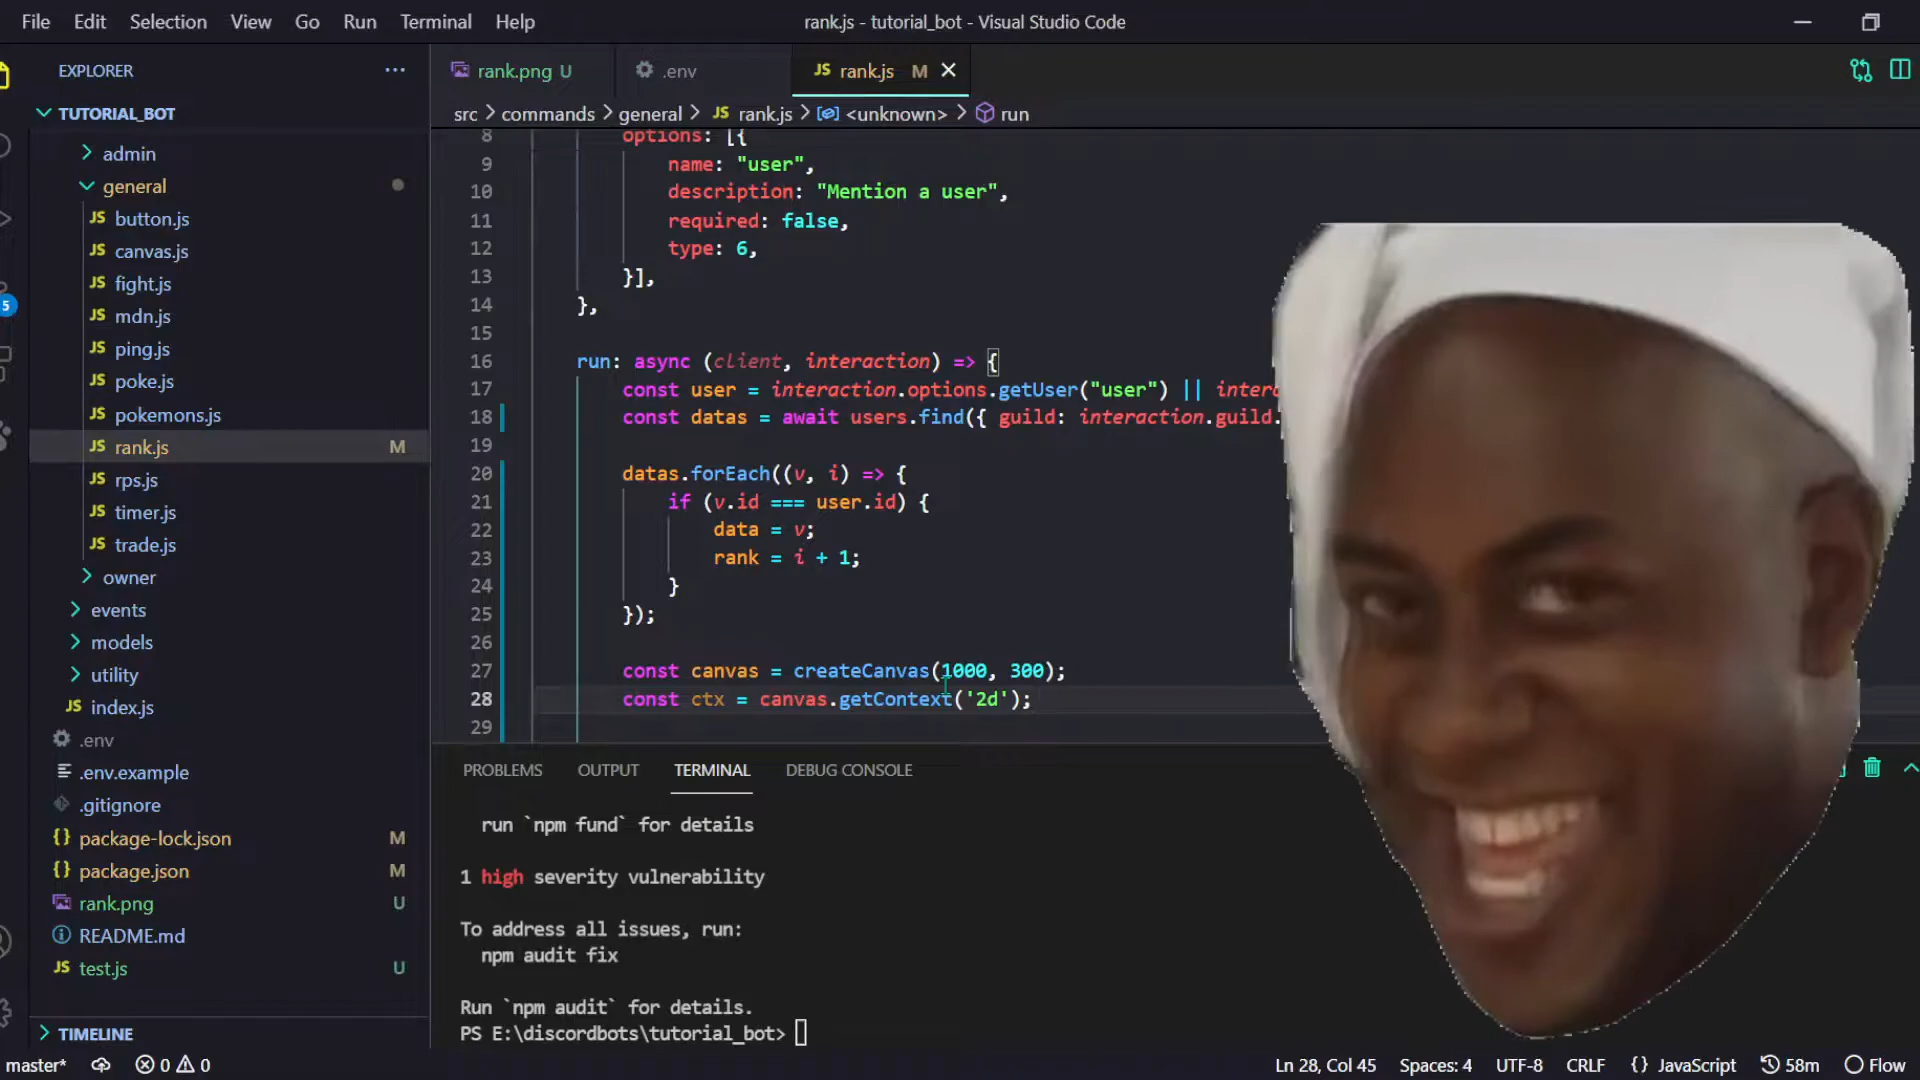 File Edit Selection View Go Run Terminal Help
rank.js - tutorial_bot - Visual Studio Code
EXPLORER
TUTORIAL_BOT
admin
general
button.js
canvas.js
fight.js
mdn.js
ping.js
poke.js
pokemons.js
rank.js M
rps.js
timer.js
trade.js
owner
events
models
utility
index.js
.env
.env.example
.gitignore
package-lock.json M
package.json M
rank.png U
README.md
test.js U
TIMELINE
5
rank.png U .env JS rank.js M
src > commands > general > JS rank.js > <unknown> > run
8 options: [{
9 name: "user",
10 description: "Mention a user",
11 required: false,
12 type: 6,
13 }],
14 },
15
16 run: async (client, interaction) => {
17 const user = interaction.options.getUser("user") || inter
18 const datas = await users.find({ guild: interaction.guild.
19
20 datas.forEach((v, i) => {
21 if (v.id === user.id) {
22 data = v;
23 rank = i + 1;
24 }
25 });
26
27 const canvas = createCanvas(1000, 300);
28 const ctx = canvas.getContext('2d');
29
PROBLEMS OUTPUT TERMINAL DEBUG CONSOLE
run `npm fund` for details
1 high severity vulnerability
To address all issues, run:
npm audit fix
Run `npm audit` for details.
PS E:\discordbots\tutorial_bot>
master* 0 0 Ln 28, Col 45 Spaces: 4 UTF-8 CRLF {} JavaScript 58m Flow